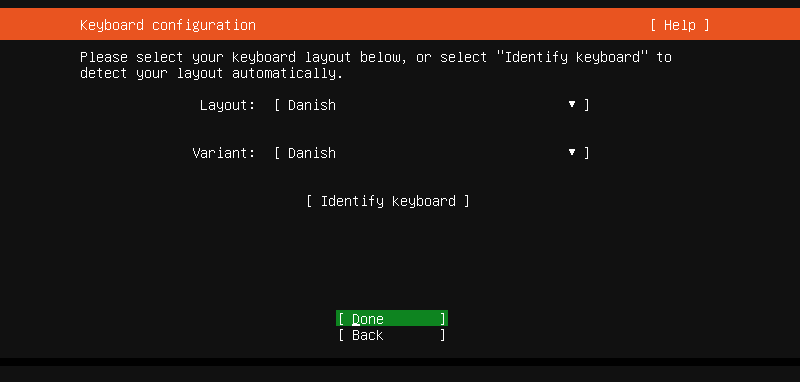 Keyboard configuration [ Help ]
Please select your keyboard layout below, or select "Identify keyboard" to
detect your layout automatically.
Layout: [ Danish ▼ ]
Variant: [ Danish ▼ ]
[ Identify keyboard ]
[ Done ]
[ Back ]